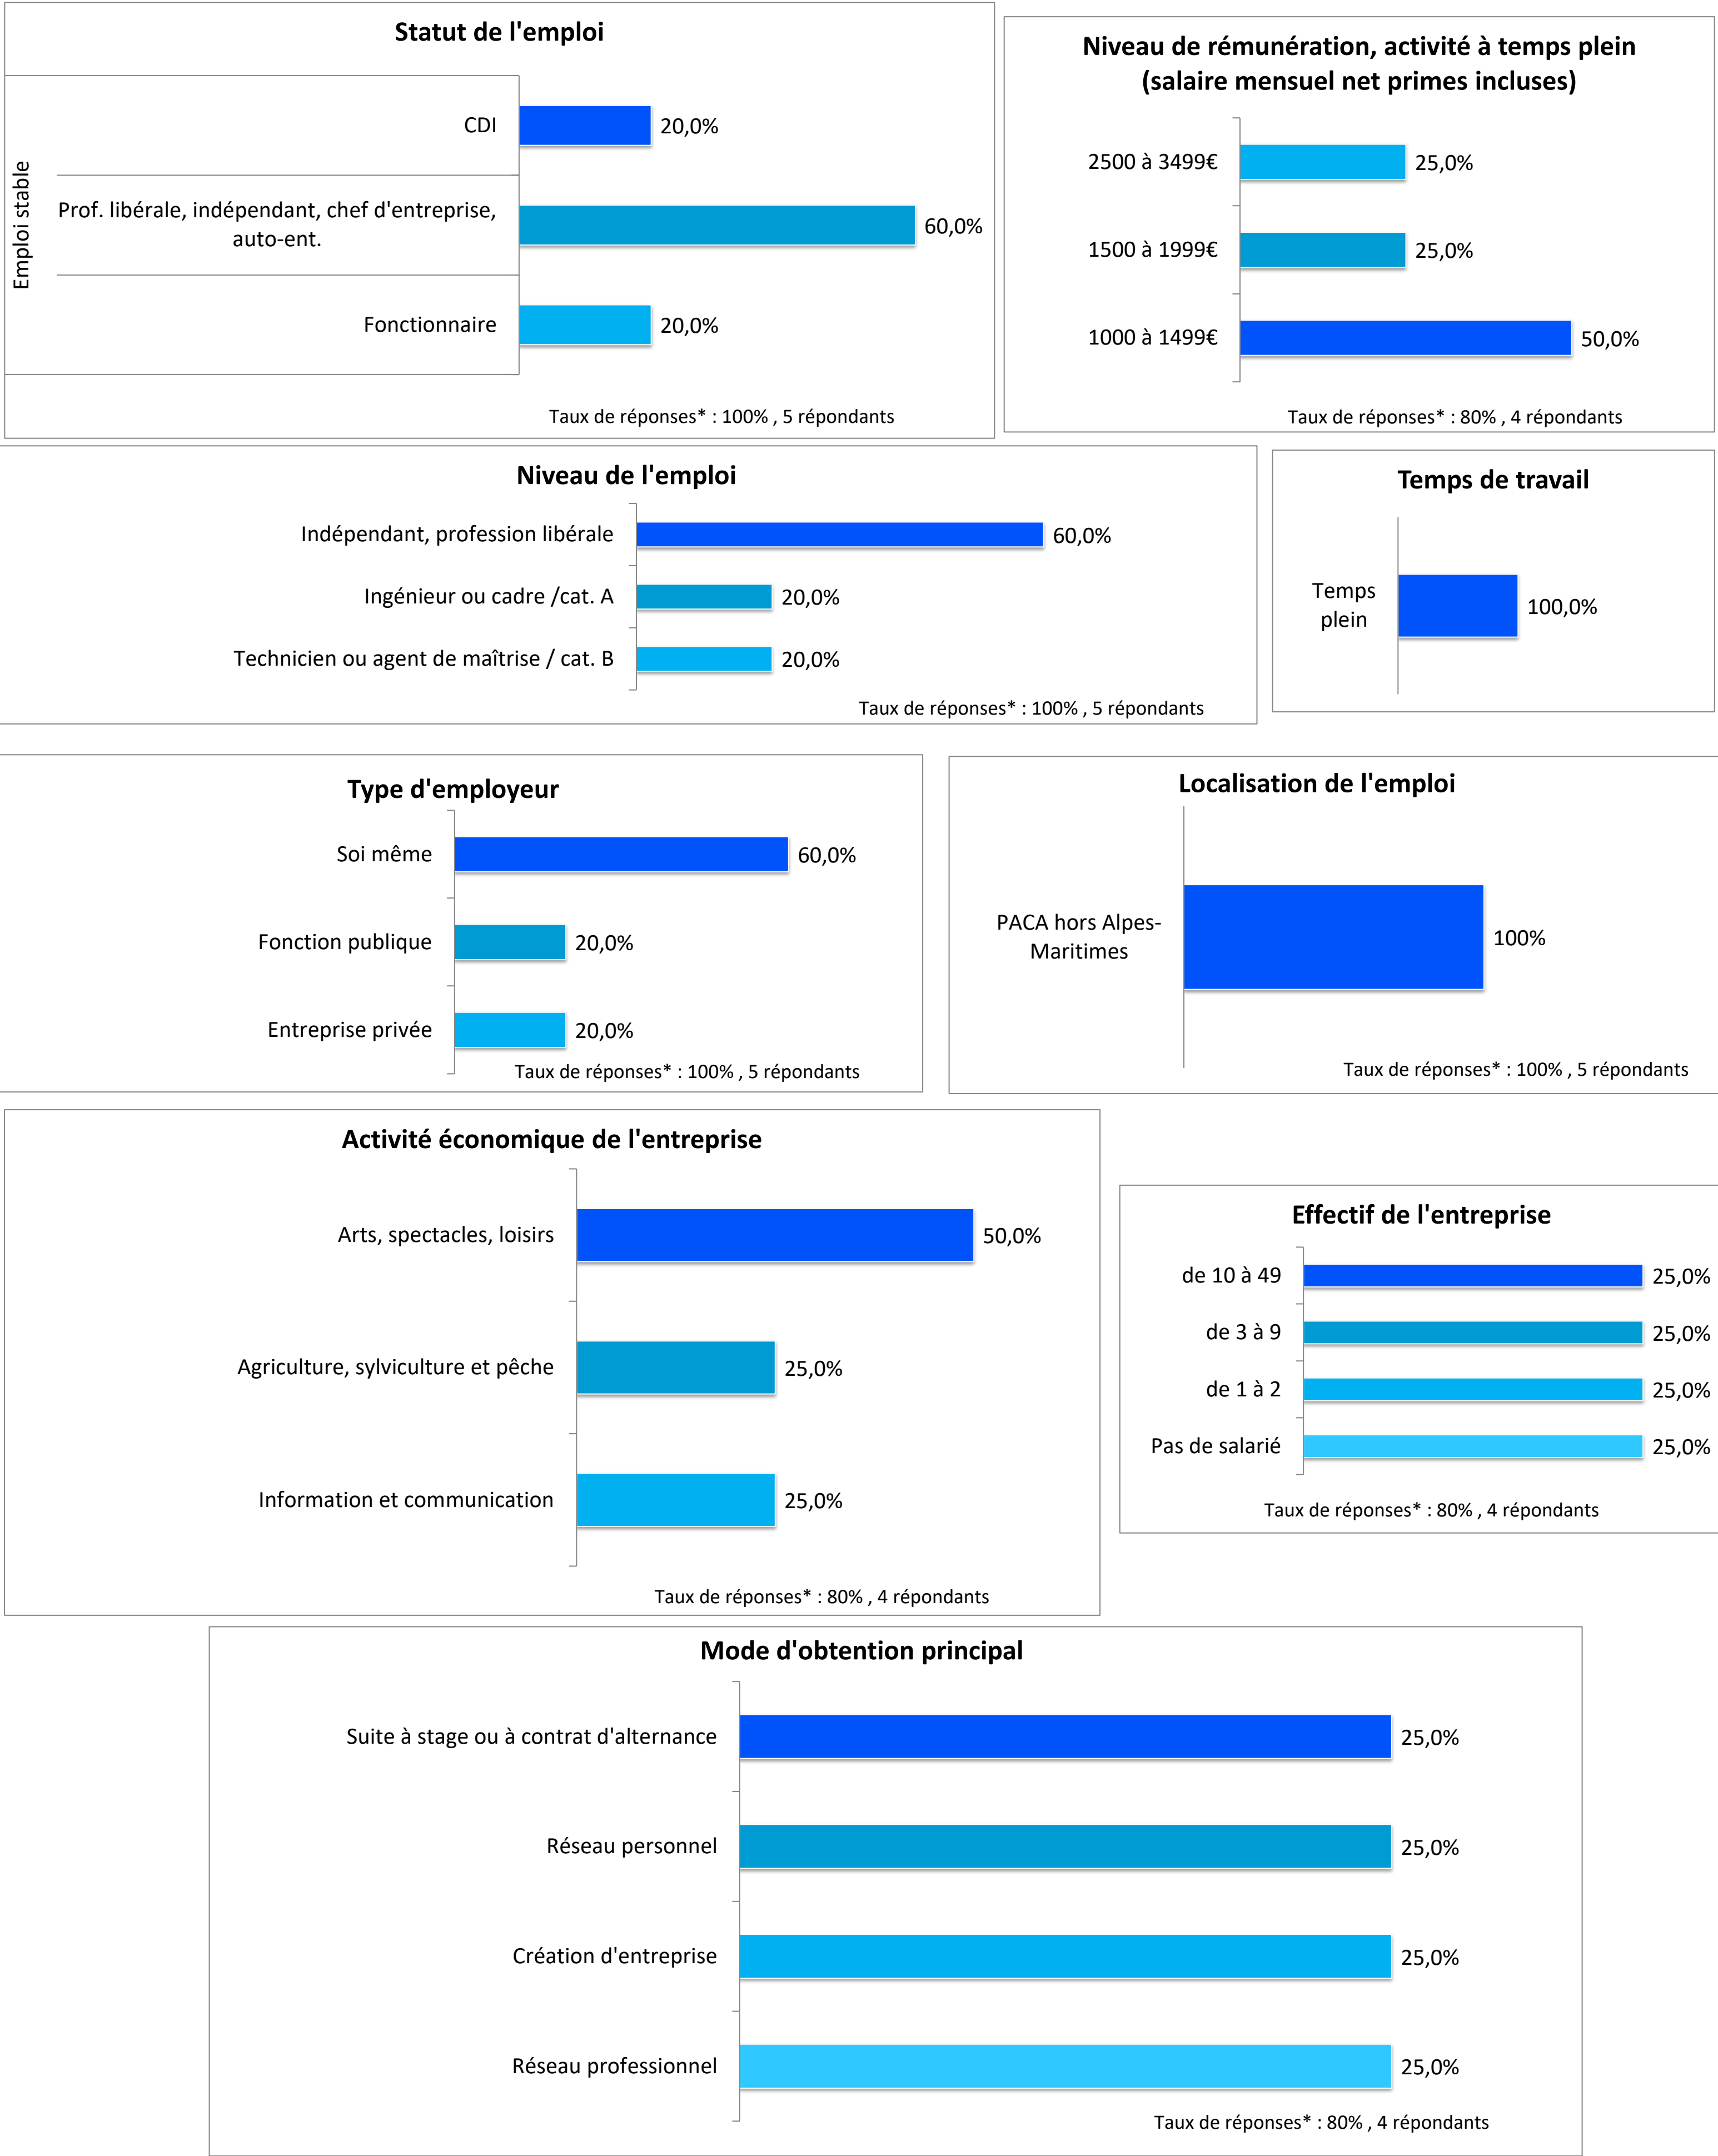 Statut de l'emploi
Emploi stable
CDI
20,0%
Prof. libérale, indépendant, chef d'entreprise,
auto-ent.
60,0%
Fonctionnaire
20,0%
Taux de réponses* : 100% , 5 répondants
Niveau de rémunération, activité à temps plein
(salaire mensuel net primes incluses)
2500 à 3499€
25,0%
1500 à 1999€
25,0%
1000 à 1499€
50,0%
Taux de réponses* : 80% , 4 répondants
Niveau de l'emploi
Indépendant, profession libérale
60,0%
Ingénieur ou cadre /cat. A
20,0%
Technicien ou agent de maîtrise / cat. B
20,0%
Taux de réponses* : 100% , 5 répondants
Temps de travail
Temps
plein
100,0%
Type d'employeur
Soi même
60,0%
Fonction publique
20,0%
Entreprise privée
20,0%
Taux de réponses* : 100% , 5 répondants
Localisation de l'emploi
PACA hors Alpes-
Maritimes
100%
Taux de réponses* : 100% , 5 répondants
Activité économique de l'entreprise
Arts, spectacles, loisirs
50,0%
Agriculture, sylviculture et pêche
25,0%
Information et communication
25,0%
Taux de réponses* : 80% , 4 répondants
Effectif de l'entreprise
de 10 à 49
25,0%
de 3 à 9
25,0%
de 1 à 2
25,0%
Pas de salarié
25,0%
Taux de réponses* : 80% , 4 répondants
Mode d'obtention principal
Suite à stage ou à contrat d'alternance
25,0%
Réseau personnel
25,0%
Création d'entreprise
25,0%
Réseau professionnel
25,0%
Taux de réponses* : 80% , 4 répondants